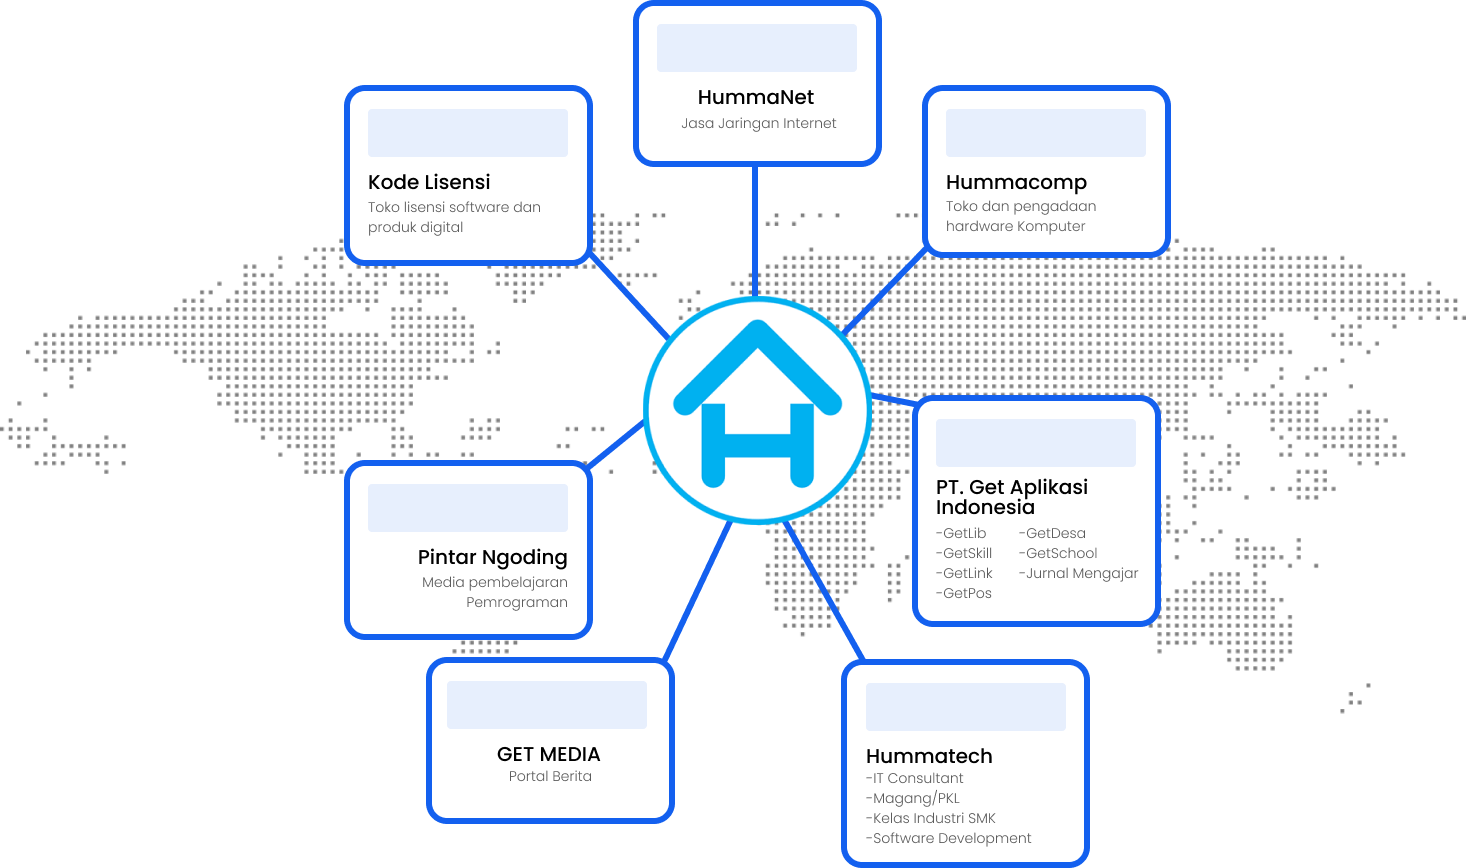 HummaNet
Jasa Jaringan Internet
Kode Lisensi
Toko lisensi software dan
produk digital
Hummacomp
Toko dan pengadaan
hardware Komputer
PT. Get Aplikasi
Indonesia
-GetLib
-GetSkill
-GetLink
-GetPos
-GetDesa
-GetSchool
-Jurnal Mengajar
Pintar Ngoding
Media pembelajaran
Pemrograman
GET MEDIA
Portal Berita
Hummatech
-IT Consultant
-Magang/PKL
-Kelas Industri SMK
-Software Development